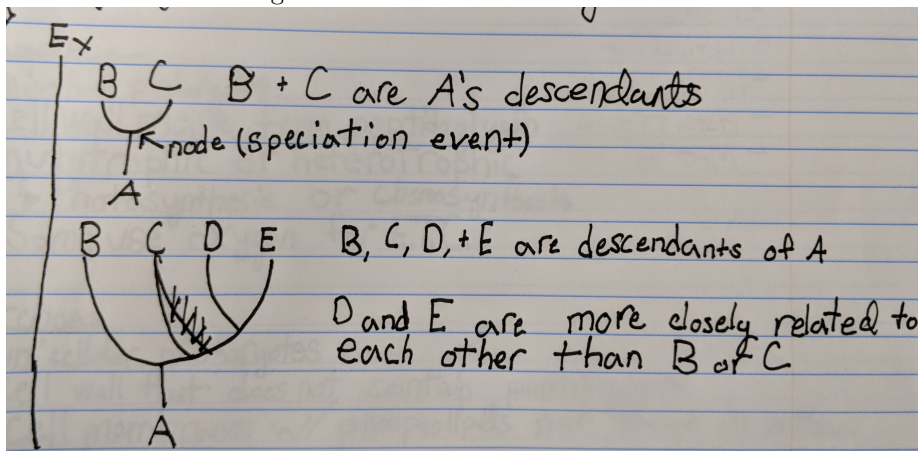 Ex
B C B + C are A's descendants
node (speciation event)
A
B C D E B, C, D, + E are descendants of A
D and E are more closely related to
each other than B or C
A